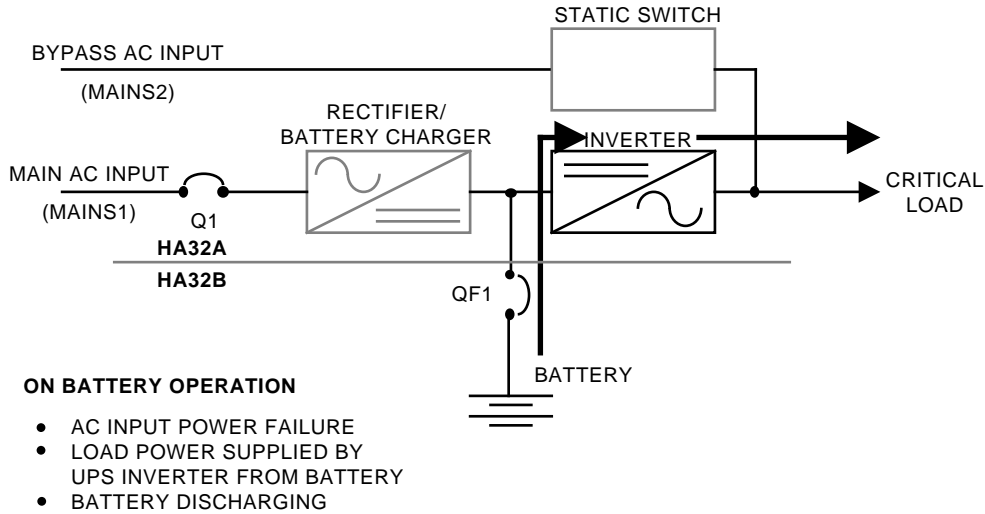 STATIC SWITCH
BYPASS AC INPUT
(MAINS2)
RECTIFIER/
BATTERY CHARGER
INVERTER
MAIN AC INPUT
(MAINS1)
Q1
CRITICAL
LOAD
HA32A
HA32B
QF1
BATTERY
ON BATTERY OPERATION
• AC INPUT POWER FAILURE
• LOAD POWER SUPPLIED BY
UPS INVERTER FROM BATTERY
• BATTERY DISCHARGING